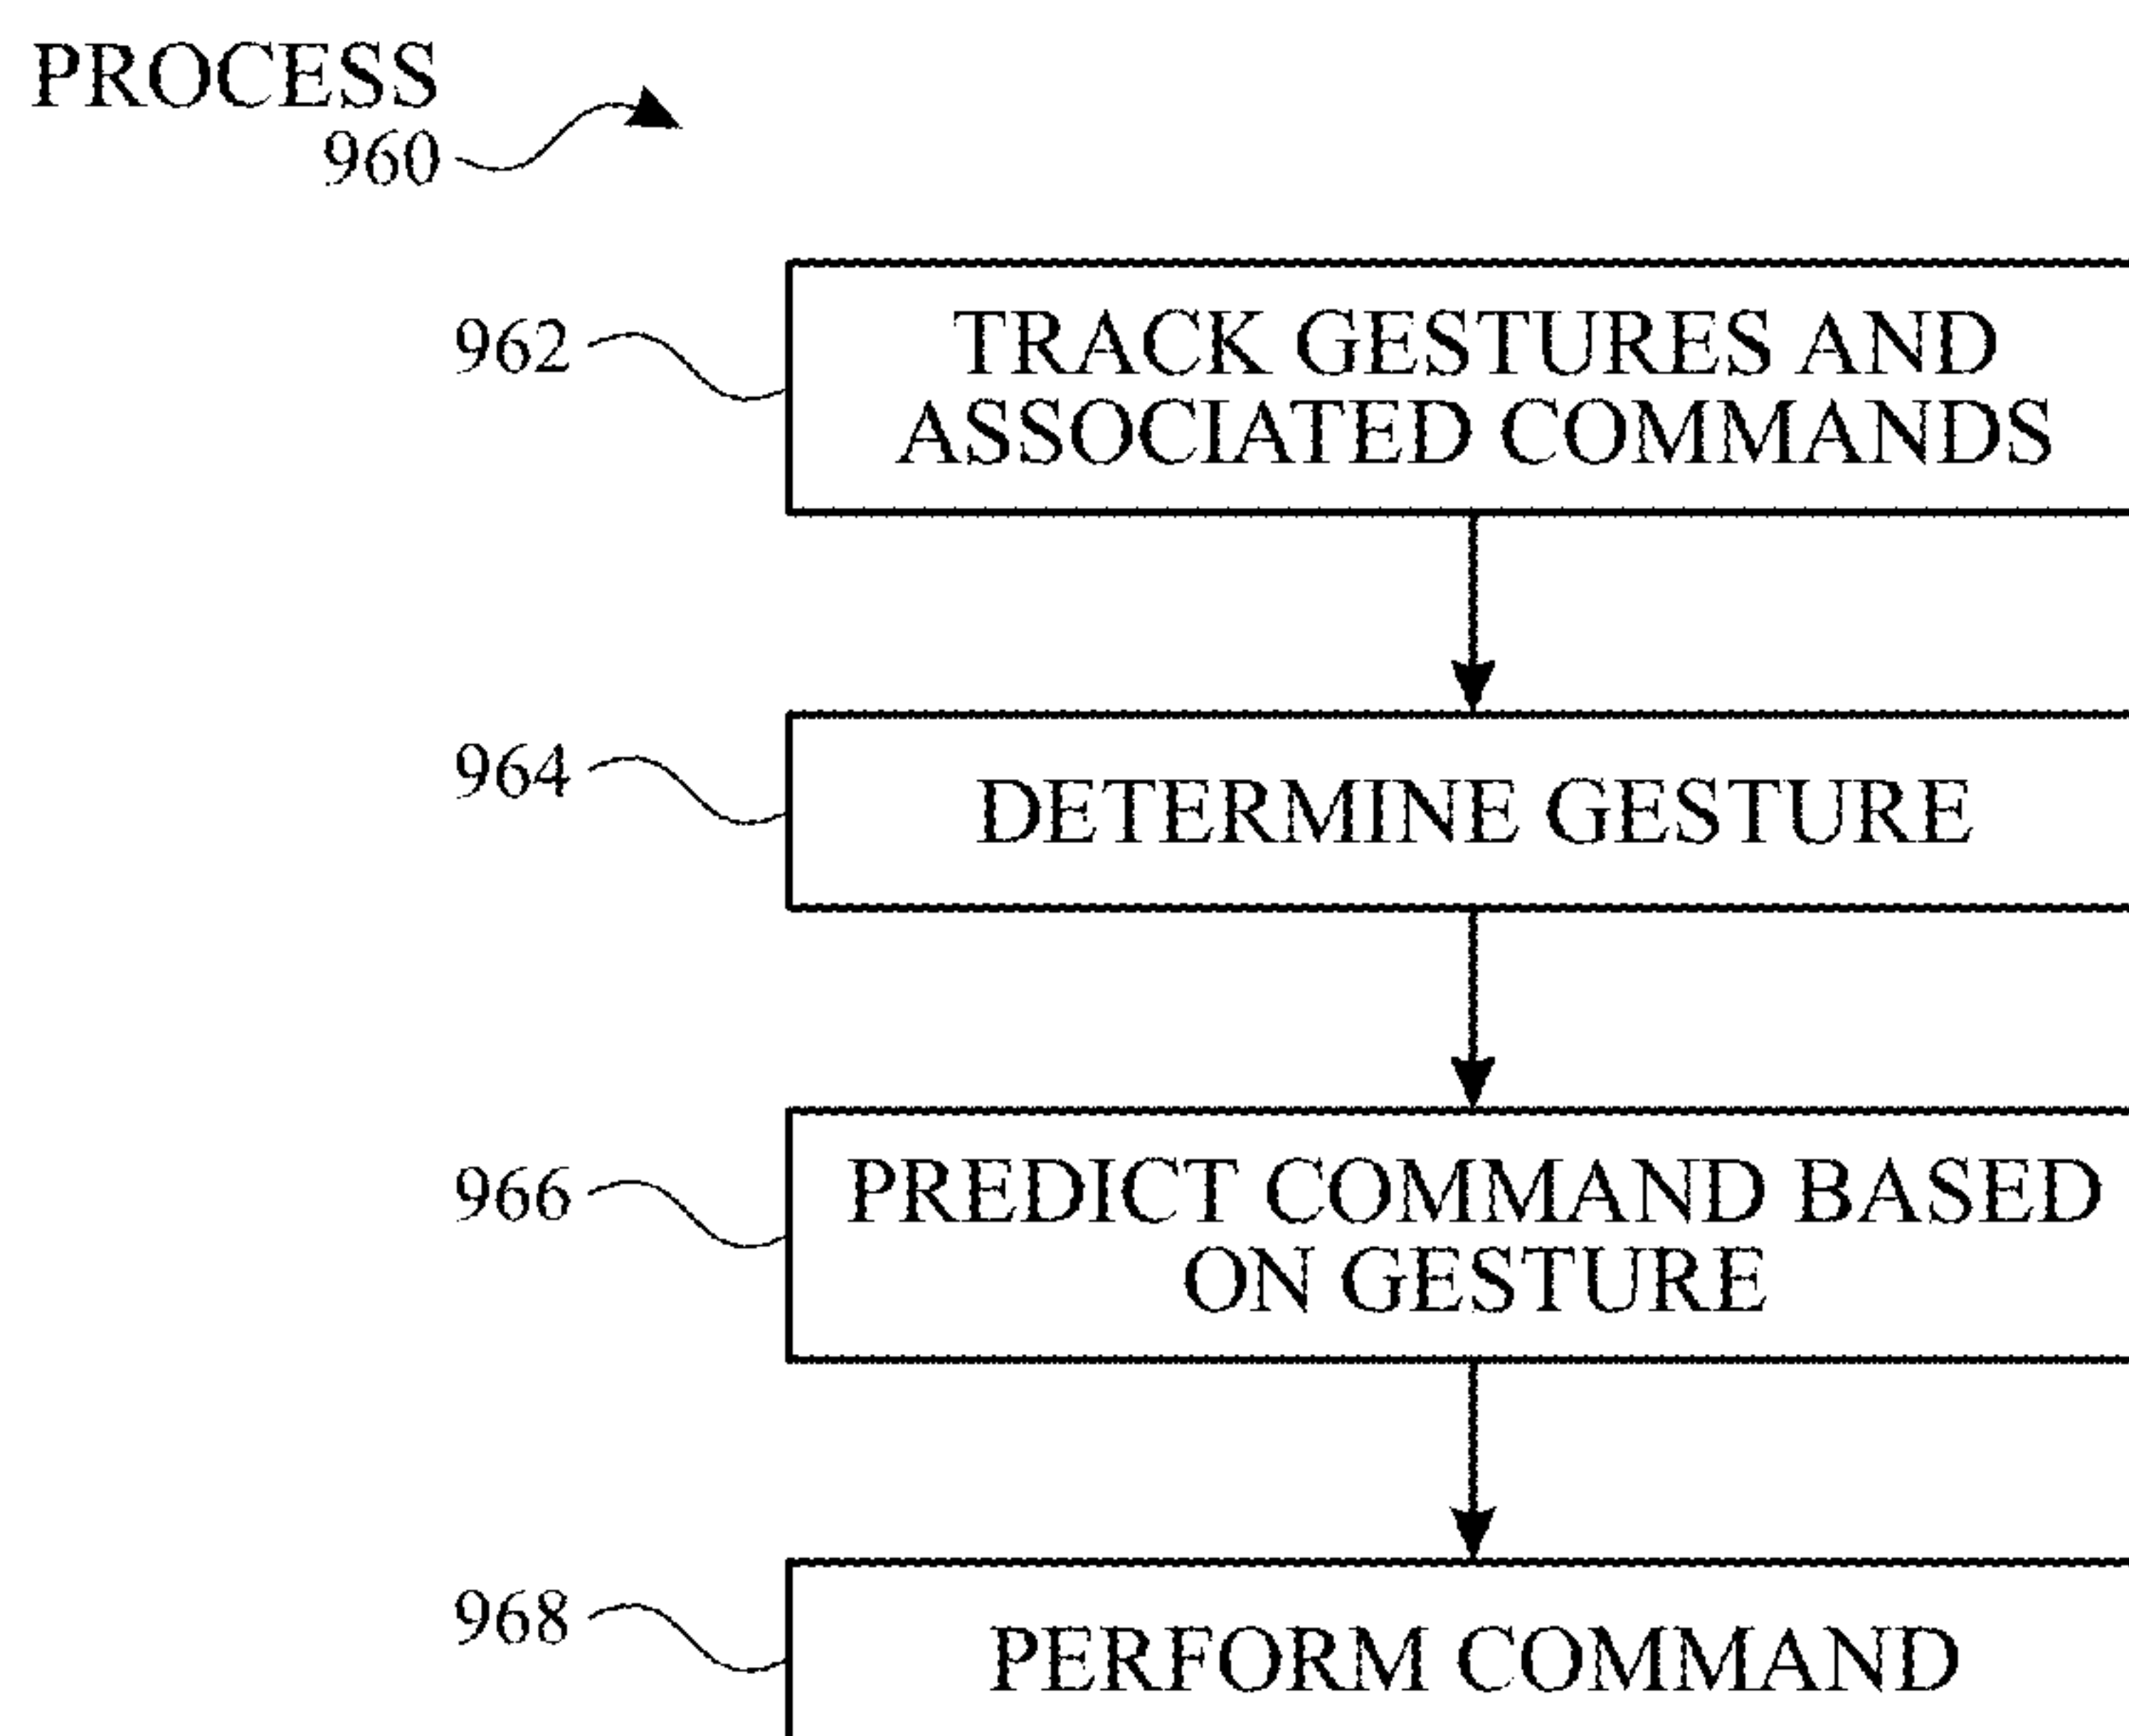 PROCESS
960
962
TRACK GESTURES AND
ASSOCIATED COMMANDS
964
DETERMINE GESTURE
966
PREDICT COMMAND BASED
ON GESTURE
968
PERFORM COMMAND